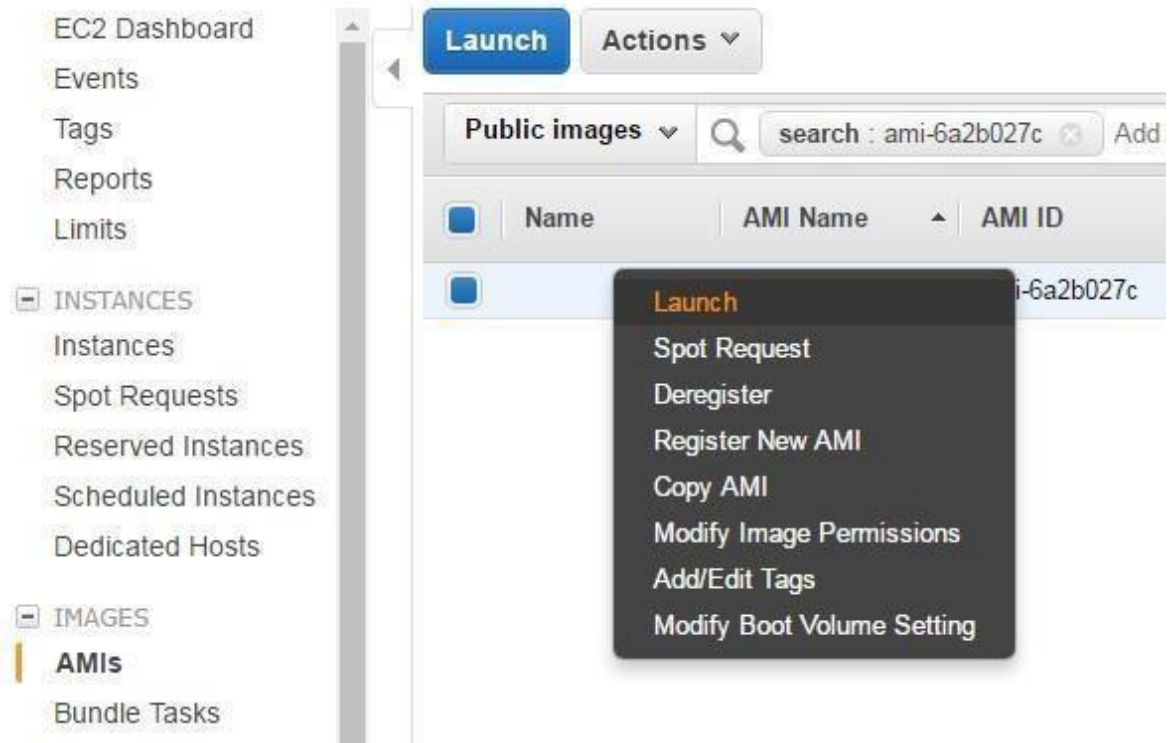 EC2 Dashboard
Events
Tags
Reports
Limits
INSTANCES
Instances
Spot Requests
Reserved Instances
Scheduled Instances
Dedicated Hosts
IMAGES
AMIs
Bundle Tasks
Launch Actions
Public images search : ami-6a2b027c Add
Name AMI Name AMI ID
i-6a2b027c
Launch
Spot Request
Deregister
Register New AMI
Copy AMI
Modify Image Permissions
Add/Edit Tags
Modify Boot Volume Setting